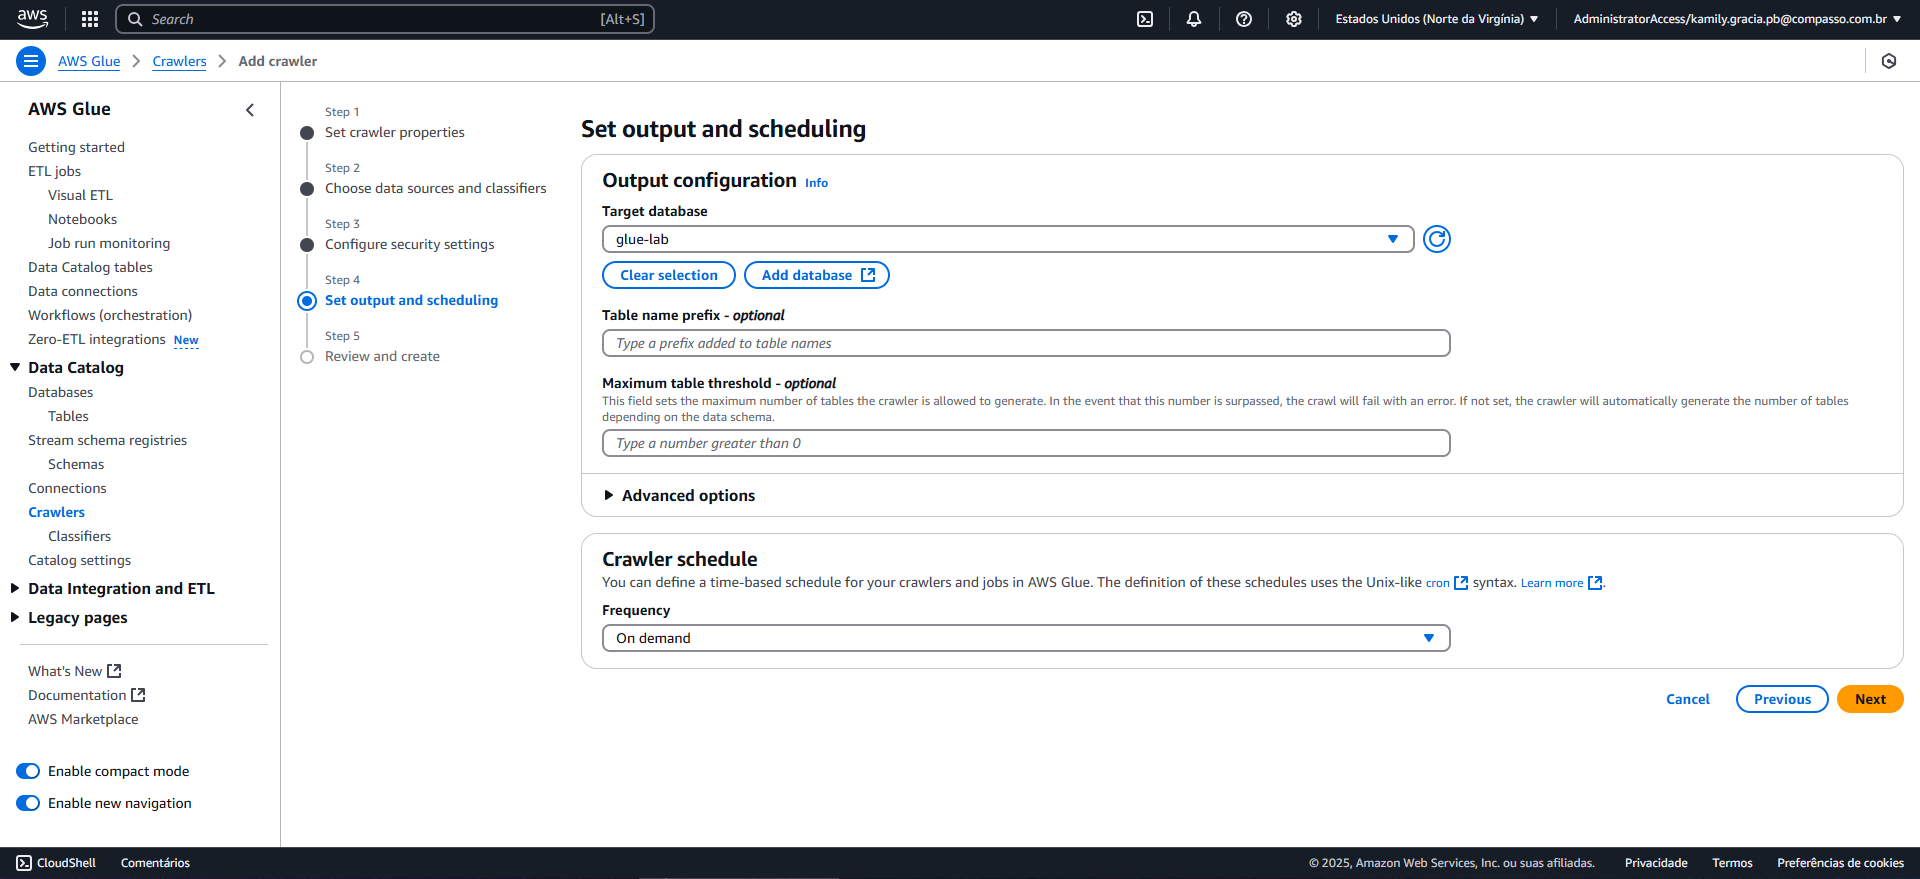 aws
Search [Alt+S]
Estados Unidos (Norte da Virgínia)
AdministratorAccess/kamily.gracia.pb@compasso.com.br
AWS Glue
Crawlers
Add crawler
AWS Glue
Getting started
ETL jobs
Visual ETL
Notebooks
Job run monitoring
Data Catalog tables
Data connections
Workflows (orchestration)
Zero-ETL integrations New
Data Catalog
Databases
Tables
Stream schema registries
Schemas
Connections
Crawlers
Classifiers
Catalog settings
Data Integration and ETL
Legacy pages
What's New
Documentation
AWS Marketplace
Enable compact mode
Enable new navigation
Step 1
Set crawler properties
Step 2
Choose data sources and classifiers
Step 3
Configure security settings
Step 4
Set output and scheduling
Step 5
Review and create
Set output and scheduling
Output configuration Info
Target database
glue-lab
Clear selection
Add database
Table name prefix - optional
Type a prefix added to table names
Maximum table threshold - optional
This field sets the maximum number of tables the crawler is allowed to generate. In the event that this number is surpassed, the crawl will fail with an error. If not set, the crawler will automatically generate the number of tables
depending on the data schema.
Type a number greater than 0
Advanced options
Crawler schedule
You can define a time-based schedule for your crawlers and jobs in AWS Glue. The definition of these schedules uses the Unix-like cron syntax. Learn more.
Frequency
On demand
Cancel
Previous
Next
CloudShell
Comentários
© 2025, Amazon Web Services, Inc. ou suas afiliadas.
Privacidade
Termos
Preferências de cookies